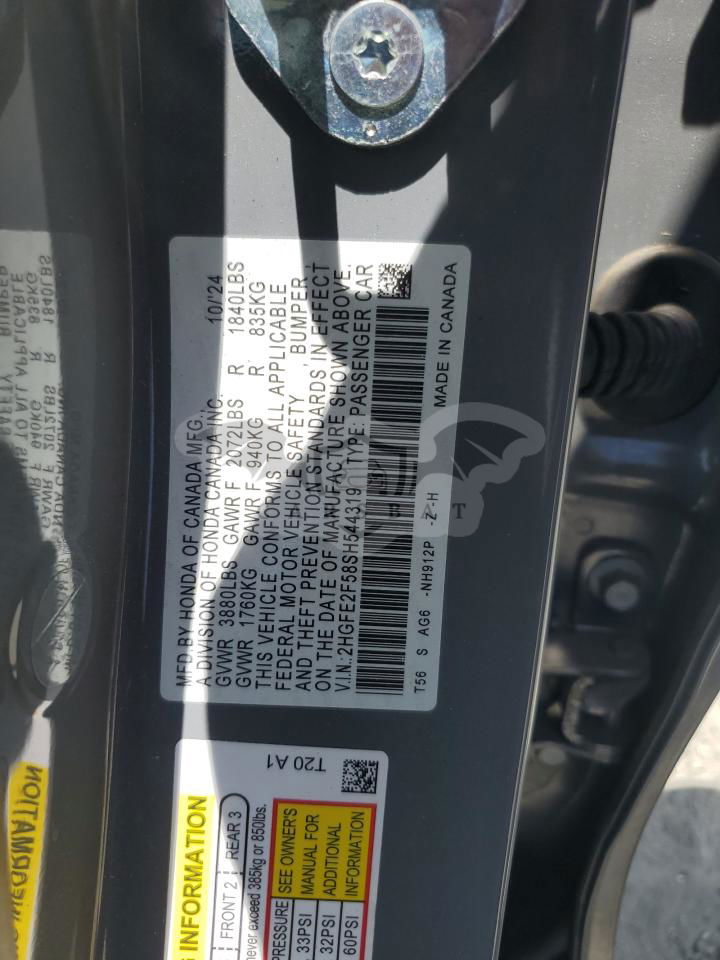 MFD BY HONDA OF CANADA MFG.,
A DIVISION OF HONDA CANADA INC. 10/'24
GVWR 3880LBS GAWR F 2072LBS R 1840LBS
GVWR 1760KG GAWR F 940KG R 835KG
THIS VEHICLE CONFORMS TO ALL APPLICABLE
FEDERAL MOTOR VEHICLE SAFETY, BUMPER,
AND THEFT PREVENTION STANDARDS IN EFFECT
ON THE DATE OF MANUFACTURE SHOWN ABOVE.
V.I.N.:2HGFE2F58SH544319 TYPE: PASSENGER CAR
T56 S AG6 -NH912P -Z -H
MADE IN CANADA
T20 A1
INFORMATION
FRONT 2 REAR 3
never exceed 385kg or 850lbs.
PRESSURE SEE OWNER'S
33PSI MANUAL FOR
32PSI ADDITIONAL
60PSI INFORMATION